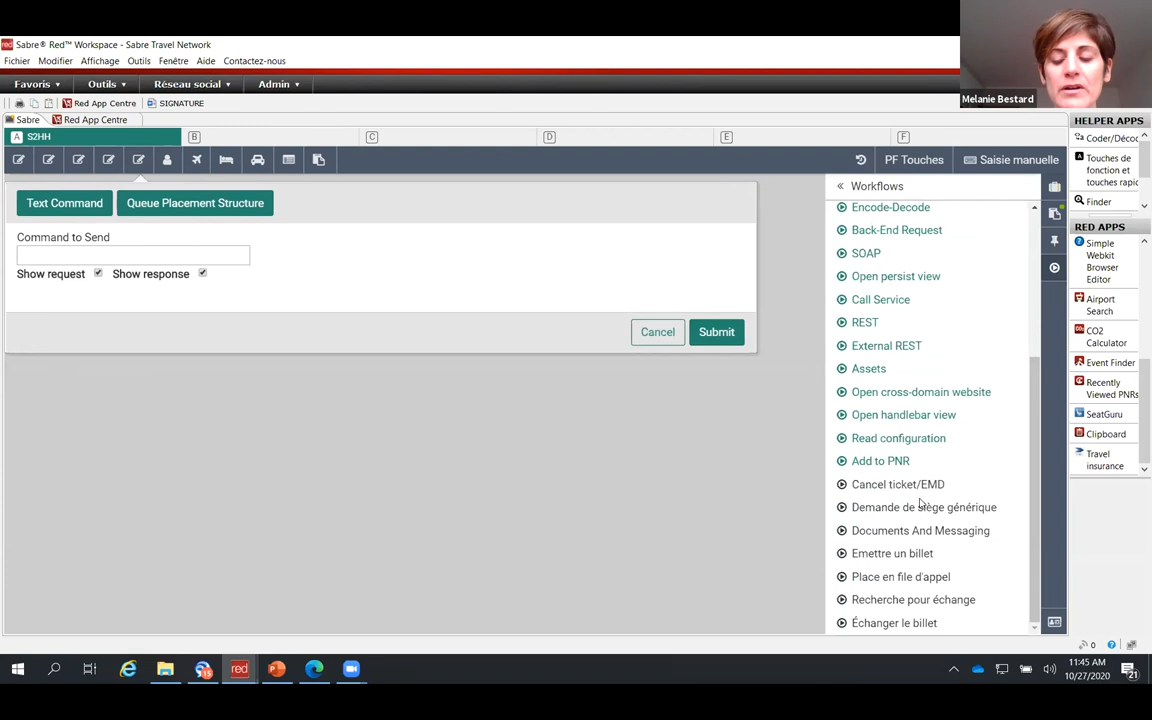 Sabre® Red™ Workspace - Sabre Travel Network
Fichier Modifier Affichage Outils Fenêtre Aide Contactez-nous
Favoris Outils Réseau social Admin
Red App Centre SIGNATURE
Sabre Red App Centre
A S2HH B C D E F
PF Touches Saisie manuelle
Text Command Queue Placement Structure
Command to Send
Show request Show response
Cancel Submit
Workflows
Encode-Decode
Back-End Request
SOAP
Open persist view
Call Service
REST
External REST
Assets
Open cross-domain website
Open handlebar view
Read configuration
Add to PNR
Cancel ticket/EMD
Demande de siège générique
Documents And Messaging
Emettre un billet
Place en file d'appel
Recherche pour échange
Échanger le billet
Melanie Bestard
HELPER APPS
Coder/Déco
Touches de
fonction et
touches rapid
Finder
RED APPS
Simple
Webkit
Browser
Editor
Airport
Search
CO2
Calculator
Event Finder
Recently
Viewed PNRs
SeatGuru
Clipboard
Travel
insurance
0
red
15
11:45 AM
10/27/2020
21